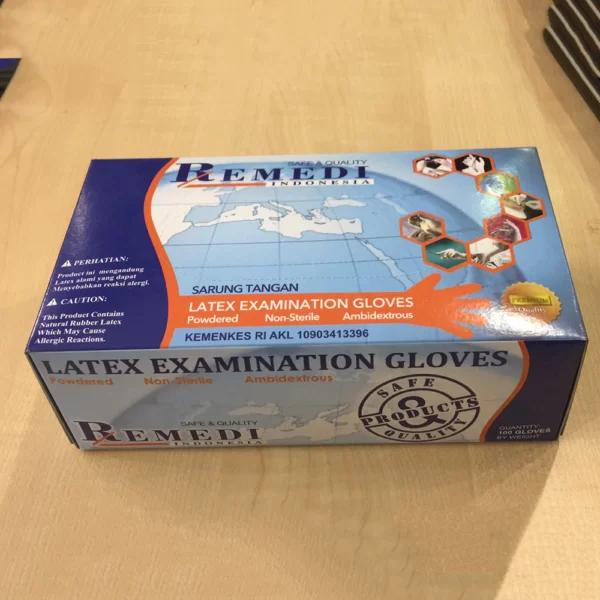 SAFE & QUALITY
REMEDI
INDONESIA
PERHATIAN:
Product ini mengandung
Latex alami yang dapat
Menyebabkan reaksi alergi.
CAUTION:
This Product Contains
Natural Rubber Latex
Which May Cause
Allergic Reactions.
SARUNG TANGAN
LATEX EXAMINATION GLOVES
Powdered Non-Sterile Ambidextrous
KEMENKES RI AKL 10903413396
PREMIUM
Quality
LATEX EXAMINATION GLOVES
Powdered Non-Sterile Ambidextrous
SAFE & QUALITY
REMEDI
INDONESIA
SAFE
&
PRODUCTS
QUALITY
QUANTITY
100 GLOVES
BY WEIGHT